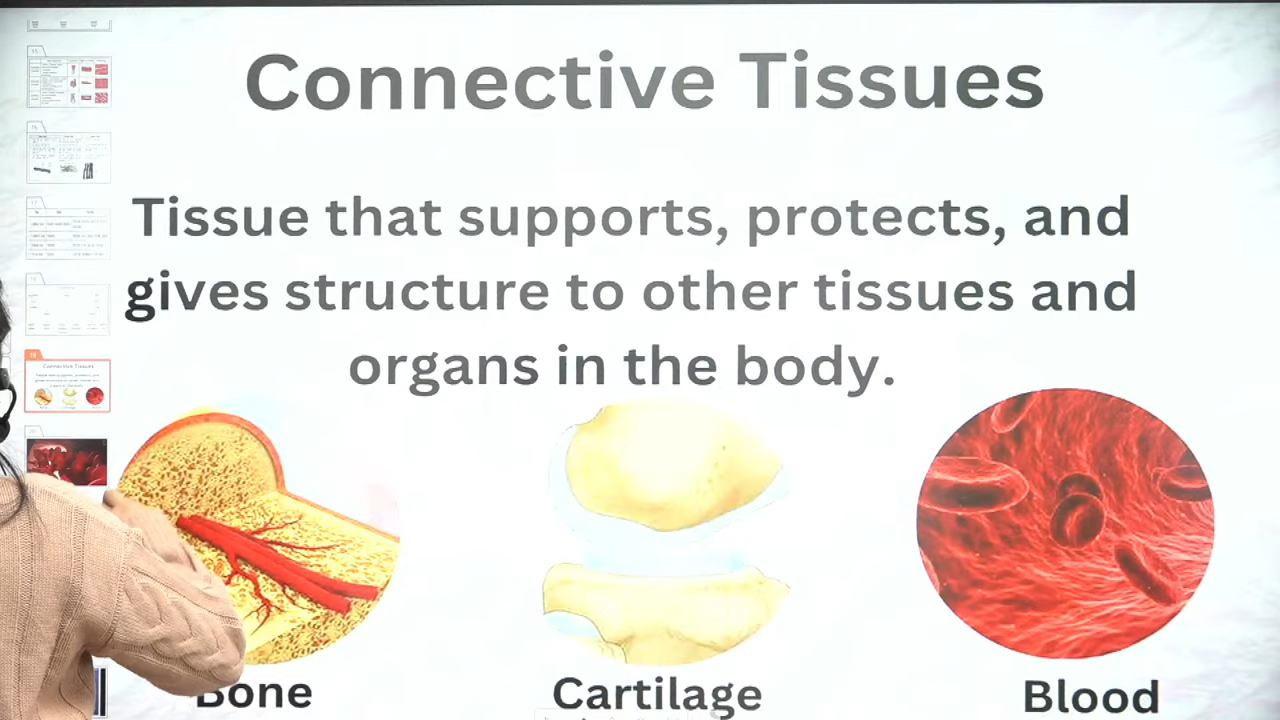 Connective Tissues
Tissue that supports, protects, and
gives structure to other tissues and
organs in the body.
Bone
Cartilage
Blood